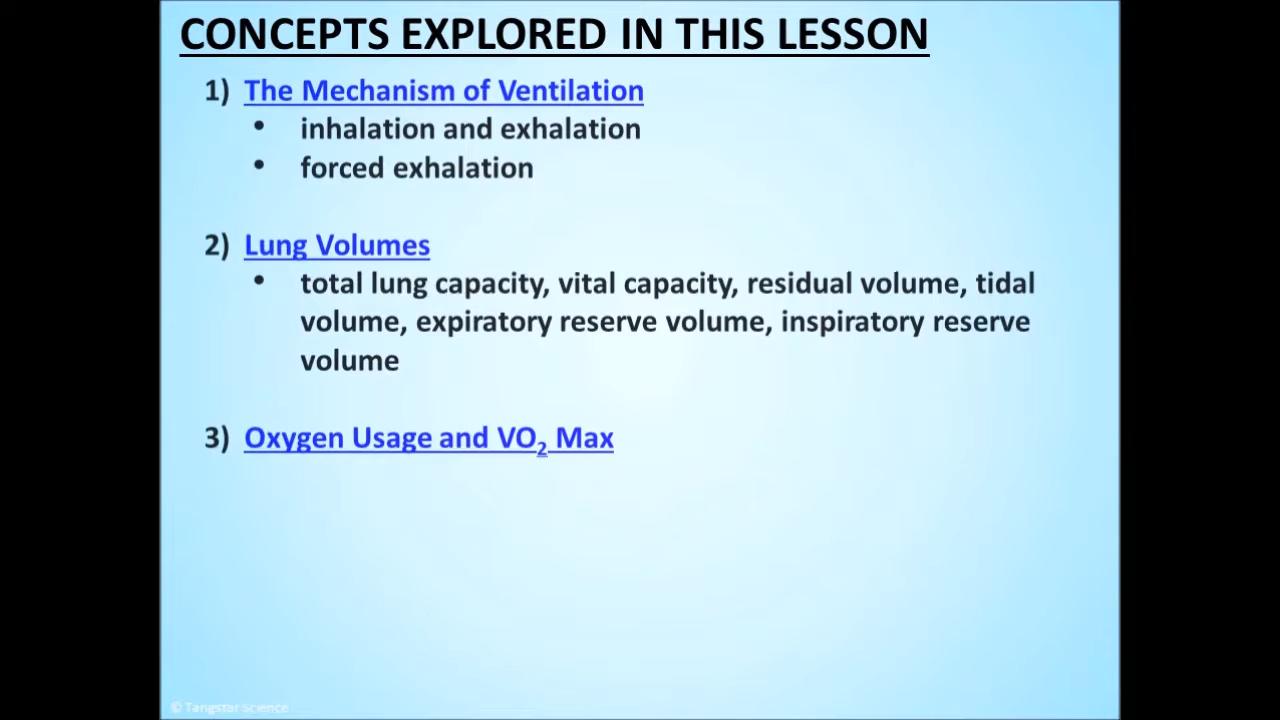 CONCEPTS EXPLORED IN THIS LESSON
1) The Mechanism of Ventilation
• inhalation and exhalation
• forced exhalation
2) Lung Volumes
• total lung capacity, vital capacity, residual volume, tidal
volume, expiratory reserve volume, inspiratory reserve
volume
3) Oxygen Usage and VO₂ Max
© Tangstar Science